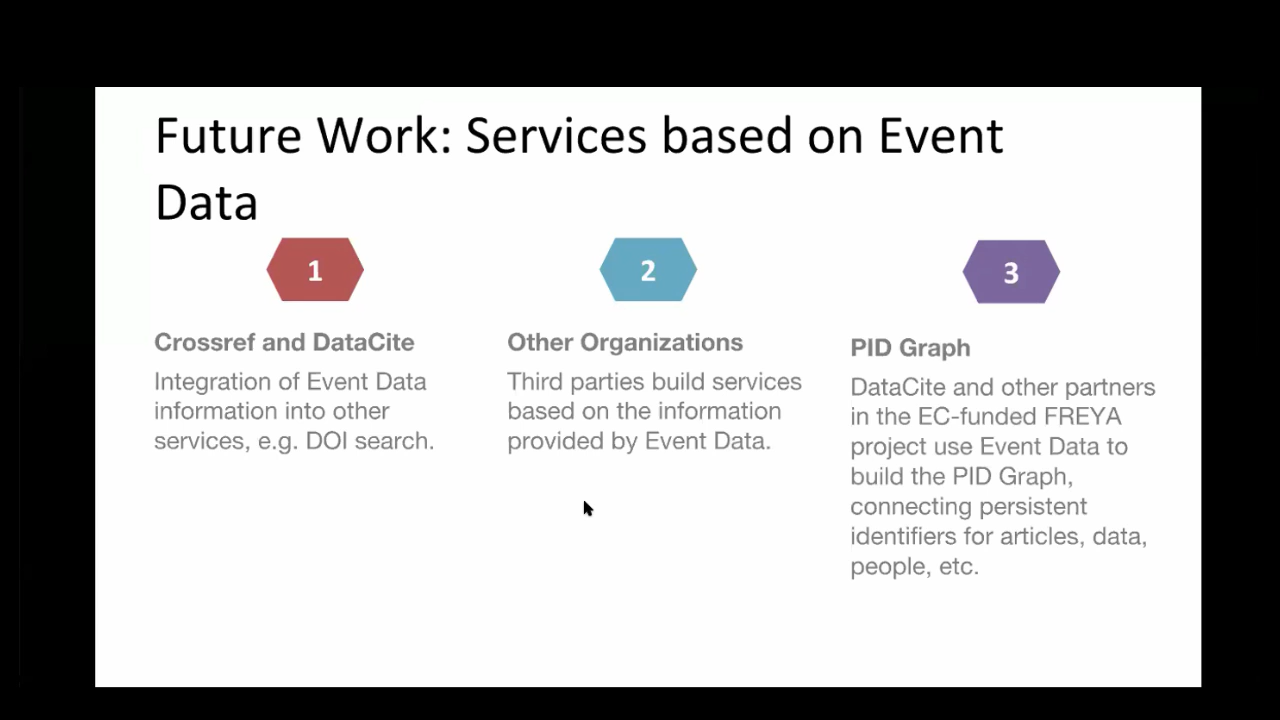 Future Work: Services based on Event
Data
1
Crossref and DataCite
Integration of Event Data
information into other
services, e.g. DOI search.
2
Other Organizations
Third parties build services
based on the information
provided by Event Data.
3
PID Graph
DataCite and other partners
in the EC-funded FREYA
project use Event Data to
build the PID Graph,
connecting persistent
identifiers for articles, data,
people, etc.